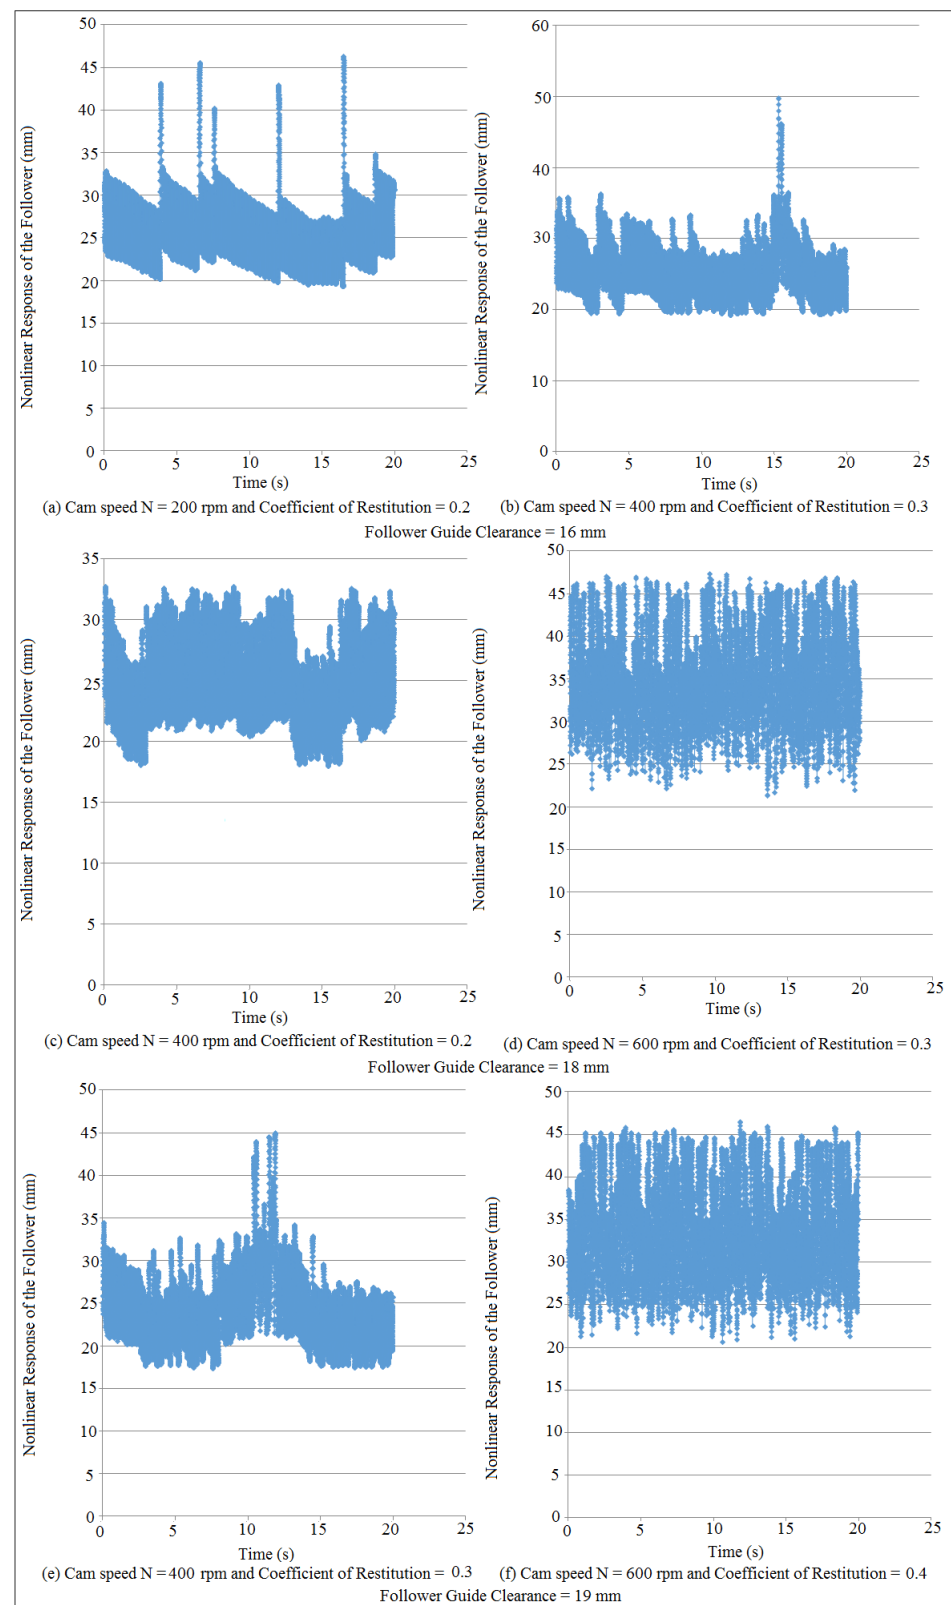 50
45
40
35
30
25
20
15
10
5
0
0 5 10 15 20 25
Nonlinear Response of the Follower (mm)
Time (s)
(a) Cam speed N = 200 rpm and Coefficient of Restitution = 0.2
60
50
40
30
20
10
0
0 5 10 15 20 25
Nonlinear Response of the Follower (mm)
Time (s)
(b) Cam speed N = 400 rpm and Coefficient of Restitution = 0.3
Follower Guide Clearance = 16 mm
35
30
25
20
15
10
5
0
0 5 10 15 20 25
Nonlinear Response of the Follower (mm)
Time (s)
(c) Cam speed N = 400 rpm and Coefficient of Restitution = 0.2
50
45
40
35
30
25
20
15
10
5
0
0 5 10 15 20 25
Nonlinear Response of the Follower (mm)
Time (s)
(d) Cam speed N = 600 rpm and Coefficient of Restitution = 0.3
Follower Guide Clearance = 18 mm
50
45
40
35
30
25
20
15
10
5
0
0 5 10 15 20 25
Nonlinear Response of the Follower (mm)
Time (s)
(e) Cam speed N = 400 rpm and Coefficient of Restitution = 0.3
50
45
40
35
30
25
20
15
10
5
0
0 5 10 15 20 25
Nonlinear Response of the Follower (mm)
Time (s)
(f) Cam speed N = 600 rpm and Coefficient of Restitution = 0.4
Follower Guide Clearance = 19 mm